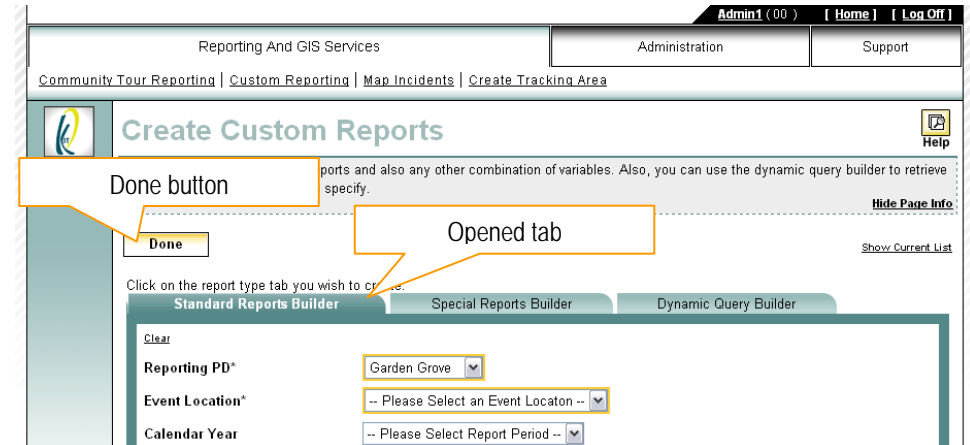 Admin1 ( 00 ) [ Home ] [ Log Off ]
Reporting And GIS Services Administration Support
Community Tour Reporting | Custom Reporting | Map Incidents | Create Tracking Area
Create Custom Reports
Help
Done button
ports and also any other combination of variables. Also, you can use the dynamic query builder to retrieve
specify.
Hide Page Info
Opened tab
Done
Show Current List
Click on the report type tab you wish to cr te.
Standard Reports Builder Special Reports Builder Dynamic Query Builder
Clear
Reporting PD* Garden Grove
Event Location* -- Please Select an Event Locaton --
Calendar Year -- Please Select Report Period --